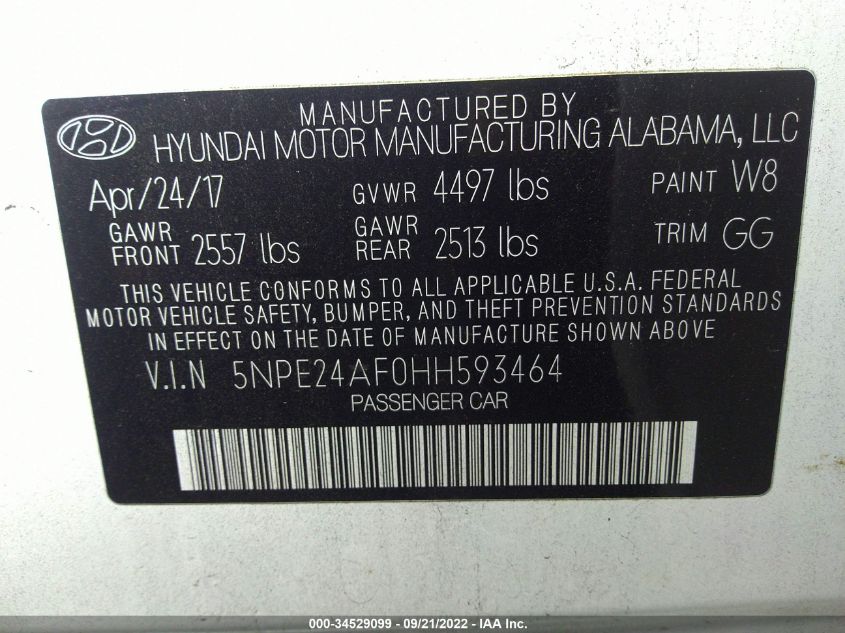 MANUFACTURED BY
HYUNDAI MOTOR MANUFACTURING ALABAMA, LLC
Apr/24/17 GVWR 4497 lbs PAINT W8
GAWR FRONT 2557 lbs GAWR REAR 2513 lbs TRIM GG
THIS VEHICLE CONFORMS TO ALL APPLICABLE U.S.A. FEDERAL
MOTOR VEHICLE SAFETY, BUMPER, AND THEFT PREVENTION STANDARDS
IN EFFECT ON THE DATE OF MANUFACTURE SHOWN ABOVE
V.I.N 5NPE24AF0HH593464
PASSENGER CAR
000-34529099 - 09/21/2022 - IAA Inc.